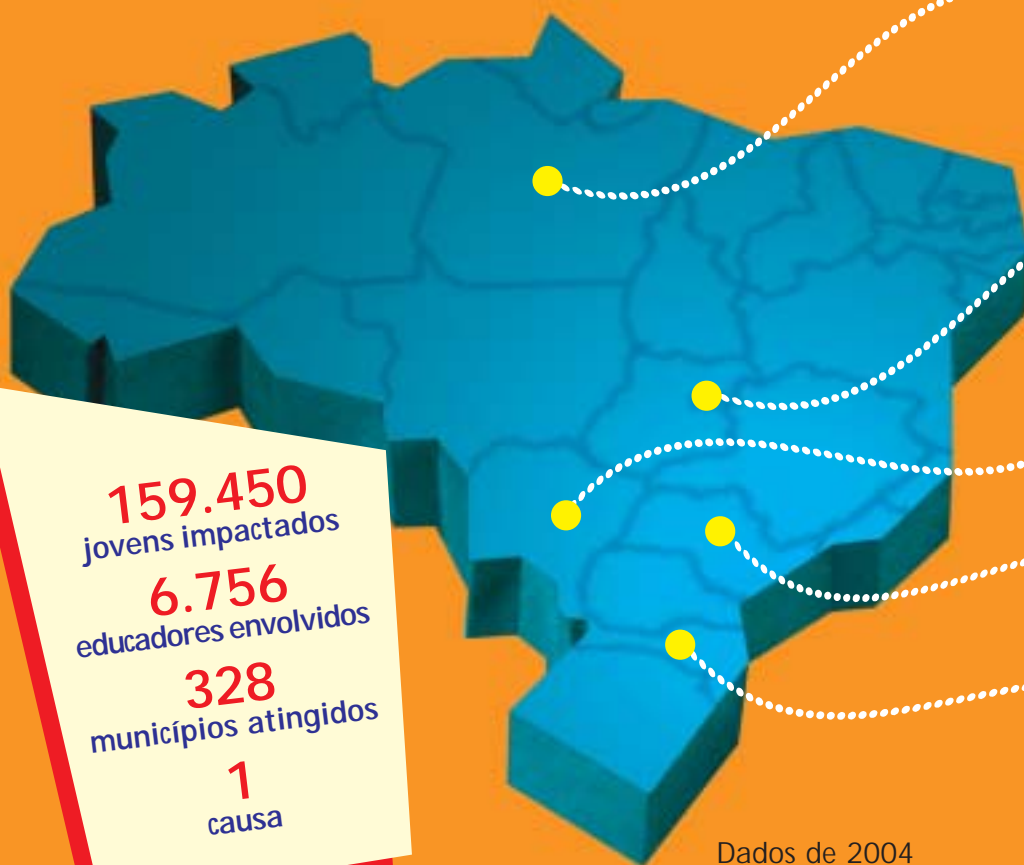 159.450
jovens impactados
6.756
educadores envolvidos
328
municípios atingidos
1
causa
Dados de 2004